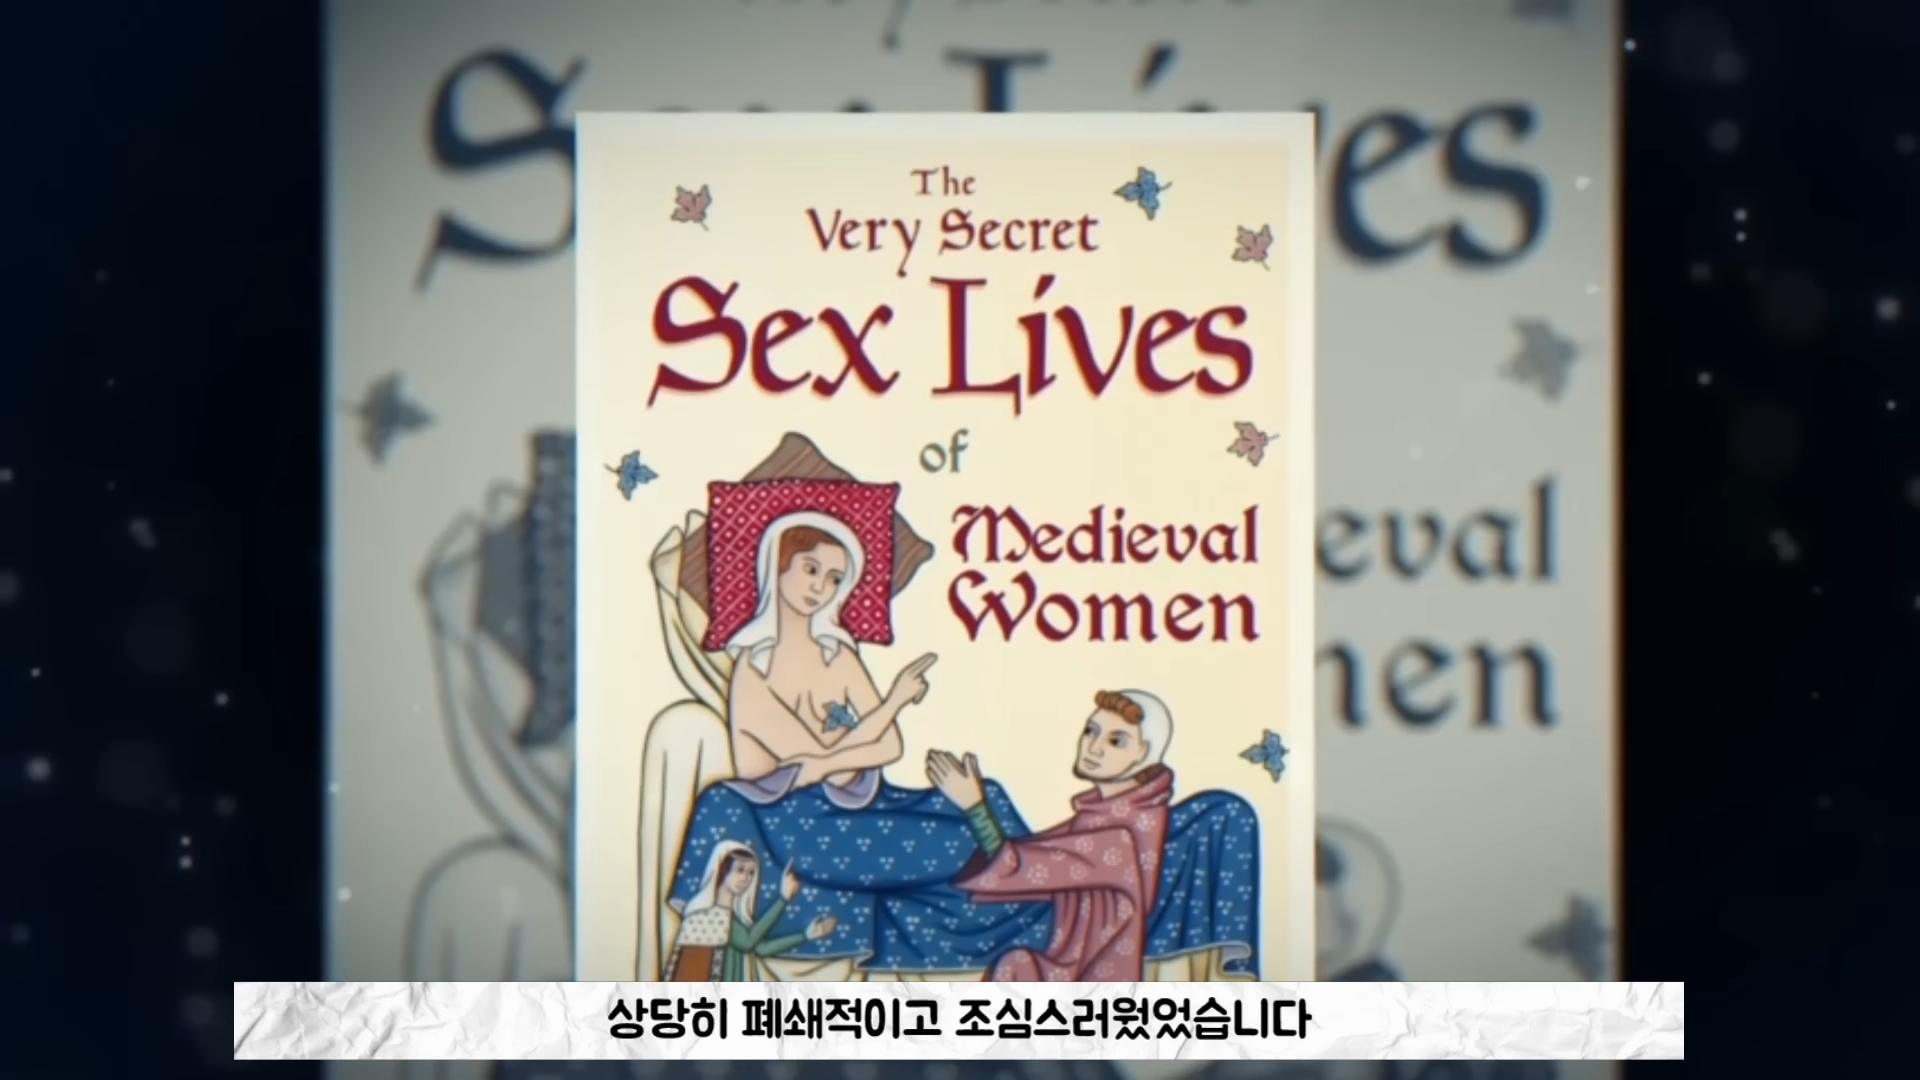 The
Very Secret
Sex Lives
of
Medieval
Women
상당히 폐쇄적이고 조심스러웠었습니다